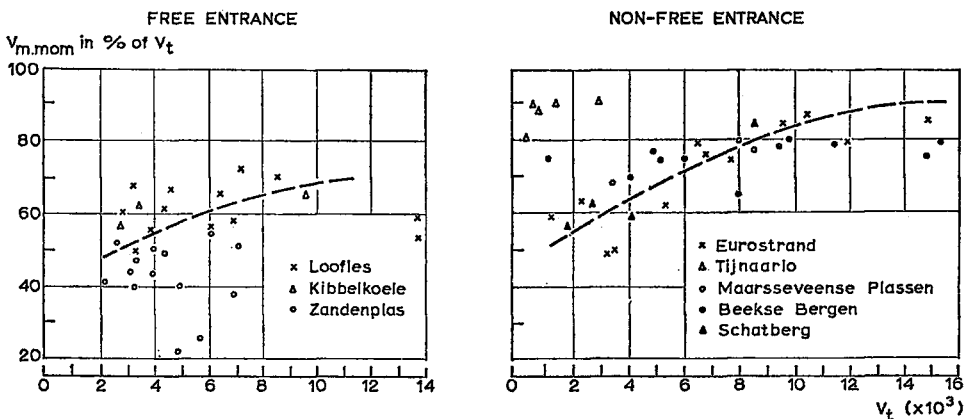 FREE ENTRANCE
NON-FREE ENTRANCE
Vm.mom in % of Vt
100
80
60
40
20
0
2
4
6
8
10
12
14
× Loofles
△ Kibbelkoele
○ Zandenplas
0
2
4
6
8
10
12
14
16
Vt (×10³)
× Eurostrand
△ Tijnaarlo
○ Maarsseveense Plassen
● Beekse Bergen
▲ Schatberg